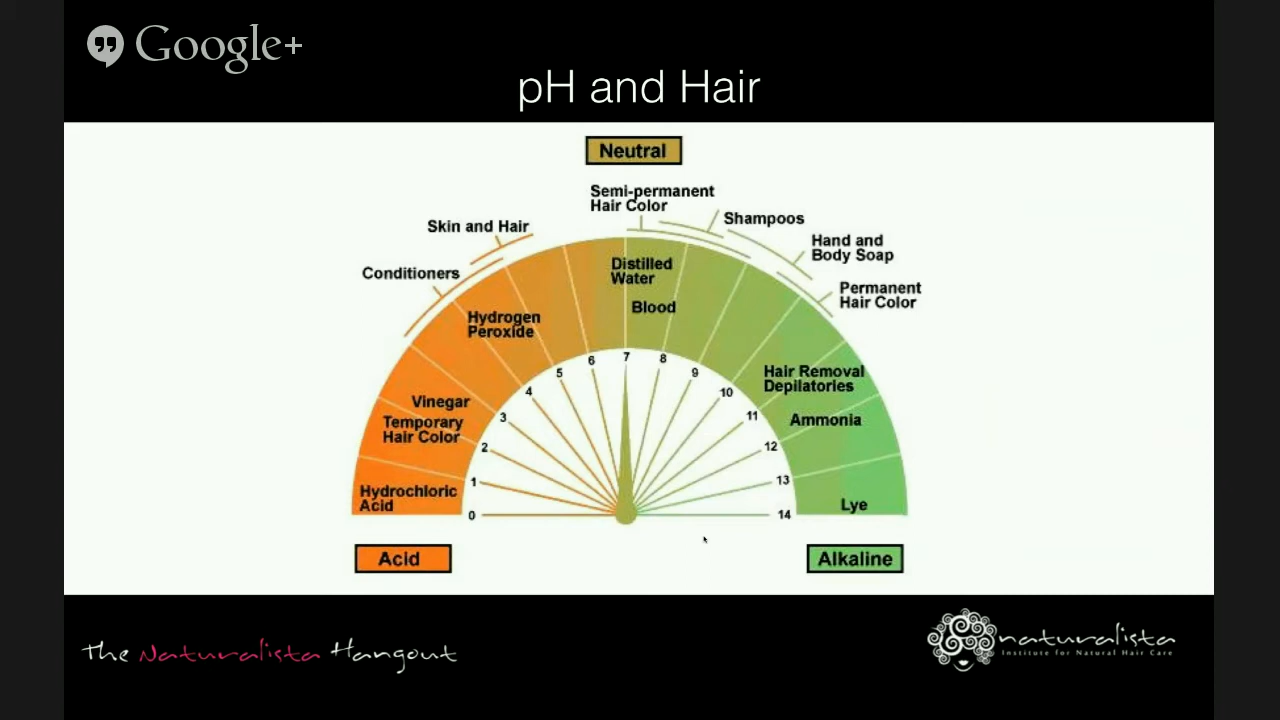 Google+
pH and Hair
Neutral
Semi-permanent
Hair Color
Shampoos
Skin and Hair
Hand and
Body Soap
Conditioners
Permanent
Hair Color
Distilled
Water
Blood
Hydrogen
Peroxide
Hair Removal
Depilatories
Vinegar
Ammonia
Temporary
Hair Color
Hydrochloric
Acid
Lye
0
1
2
3
4
5
6
7
8
9
10
11
12
13
14
Acid
Alkaline
The Naturalista Hangout
naturalista
Institute for Natural Hair Care